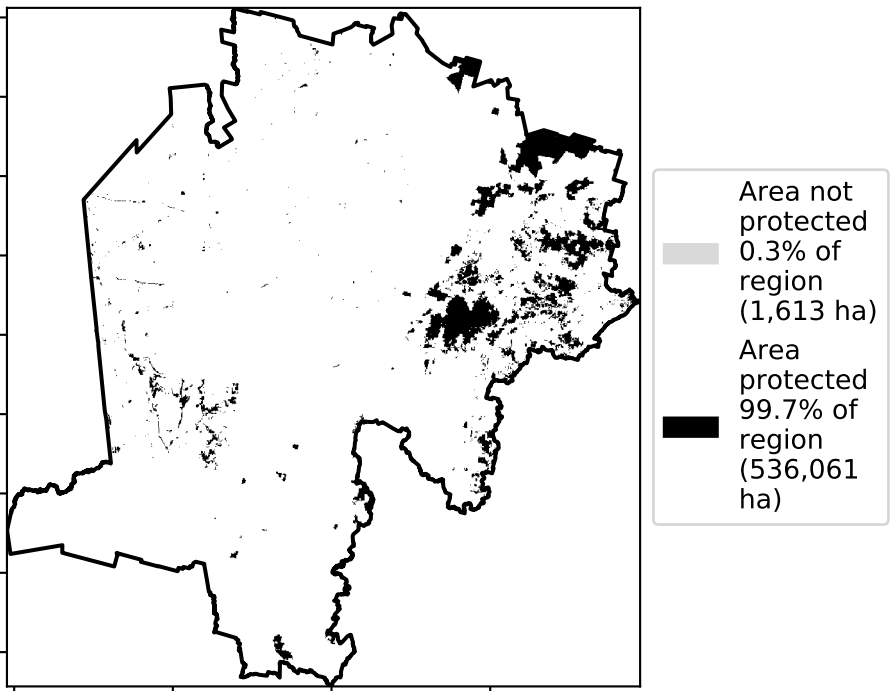 Area not
protected
0.3% of
region
(1,613 ha)
Area
protected
99.7% of
region
(536,061
ha)